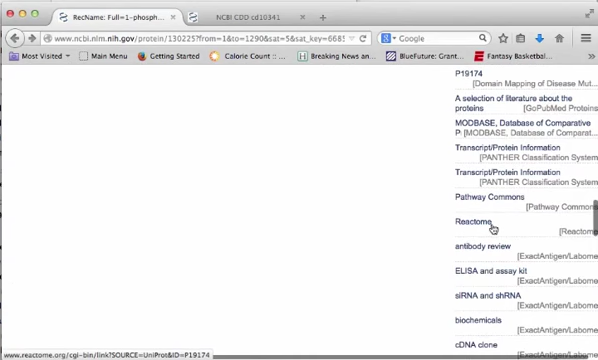 RecName: Full=1-phosph...
NCBI CDD cd10341
www.ncbi.nlm.nih.gov/protein/130225?from=1&to=1290&sat=5&sat_key=6685
Google
Most Visited
Main Menu
Getting Started
Calorie Count :: ...
Breaking News and...
BlueFuture: Grant...
Fantasy Basketbal...
P19174
[Domain Mapping of Disease Mut...
A selection of literature about the
proteins
[GoPubMed Proteins
MODBASE, Database of Comparative
P:
[MODBASE, Database of Comparat...
Transcript/Protein Information
[PANTHER Classification System
Transcript/Protein Information
[PANTHER Classification System
Pathway Commons
[Pathway Commons
Reactome
[Reactome
antibody review
[ExactAntigen/Labome
ELISA and assay kit
[ExactAntigen/Labome
siRNA and shRNA
[ExactAntigen/Labome
biochemicals
[ExactAntigen/Labome
cDNA clone
[ExactAntigen/Labome
www.reactome.org/cgi-bin/link?SOURCE=UniProt&ID=P19174